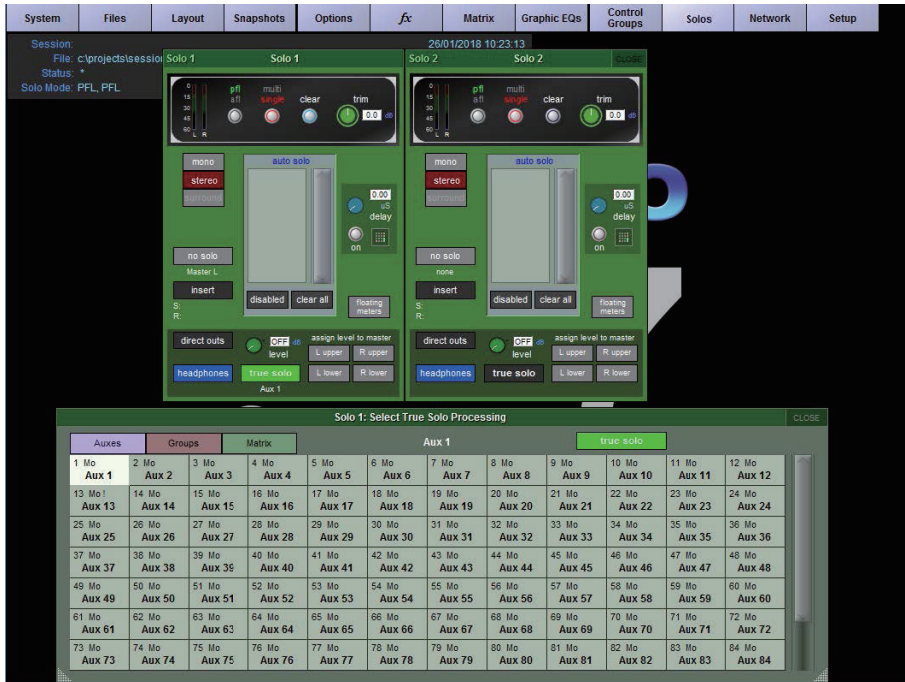 System Files Layout Snapshots Options fx Matrix Graphic EQs Control Groups Solos Network Setup
Session: 26/01/2018 10:23:13
File: c:\projects\sessio
Status: *
Solo Mode: PFL, PFL
Solo 1 Solo 1
0
15
30
45
60
L R
pfl
afl
multi
single
clear
trim
0.0 dB
mono
stereo
surround
auto solo
0.00
uS
delay
on
no solo
Master L
insert
S:
R:
disabled clear all
floating meters
direct outs
OFF dB
level
assign level to master
L upper R upper
headphones true solo L lower R lower
Aux 1
Solo 2 Solo 2 CLOSE
0
15
30
45
60
L R
pfl
afl
multi
single
clear
trim
0.0 dB
mono
stereo
surround
auto solo
0.00
uS
delay
on
no solo
none
insert
S:
R:
disabled clear all
floating meters
direct outs
OFF dB
level
assign level to master
L upper R upper
headphones true solo L lower R lower
Solo 1: Select True Solo Processing CLOSE
Auxes Groups Matrix Aux 1 true solo
1 Mo 2 Mo 3 Mo 4 Mo 5 Mo 6 Mo 7 Mo 8 Mo 9 Mo 10 Mo 11 Mo 12 Mo
Aux 1 Aux 2 Aux 3 Aux 4 Aux 5 Aux 6 Aux 7 Aux 8 Aux 9 Aux 10 Aux 11 Aux 12
13 Mo ! 14 Mo 15 Mo 16 Mo 17 Mo 18 Mo 19 Mo 20 Mo 21 Mo 22 Mo 23 Mo 24 Mo
Aux 13 Aux 14 Aux 15 Aux 16 Aux 17 Aux 18 Aux 19 Aux 20 Aux 21 Aux 22 Aux 23 Aux 24
25 Mo 26 Mo 27 Mo 28 Mo 29 Mo 30 Mo 31 Mo 32 Mo 33 Mo 34 Mo 35 Mo 36 Mo
Aux 25 Aux 26 Aux 27 Aux 28 Aux 29 Aux 30 Aux 31 Aux 32 Aux 33 Aux 34 Aux 35 Aux 36
37 Mo 38 Mo 39 Mo 40 Mo 41 Mo 42 Mo 43 Mo 44 Mo 45 Mo 46 Mo 47 Mo 48 Mo
Aux 37 Aux 38 Aux 39 Aux 40 Aux 41 Aux 42 Aux 43 Aux 44 Aux 45 Aux 46 Aux 47 Aux 48
49 Mo 50 Mo 51 Mo 52 Mo 53 Mo 54 Mo 55 Mo 56 Mo 57 Mo 58 Mo 59 Mo 60 Mo
Aux 49 Aux 50 Aux 51 Aux 52 Aux 53 Aux 54 Aux 55 Aux 56 Aux 57 Aux 58 Aux 59 Aux 60
61 Mo 62 Mo 63 Mo 64 Mo 65 Mo 66 Mo 67 Mo 68 Mo 69 Mo 70 Mo 71 Mo 72 Mo
Aux 61 Aux 62 Aux 63 Aux 64 Aux 65 Aux 66 Aux 67 Aux 68 Aux 69 Aux 70 Aux 71 Aux 72
73 Mo 74 Mo 75 Mo 76 Mo 77 Mo 78 Mo 79 Mo 80 Mo 81 Mo 82 Mo 83 Mo 84 Mo
Aux 73 Aux 74 Aux 75 Aux 76 Aux 77 Aux 78 Aux 79 Aux 80 Aux 81 Aux 82 Aux 83 Aux 84